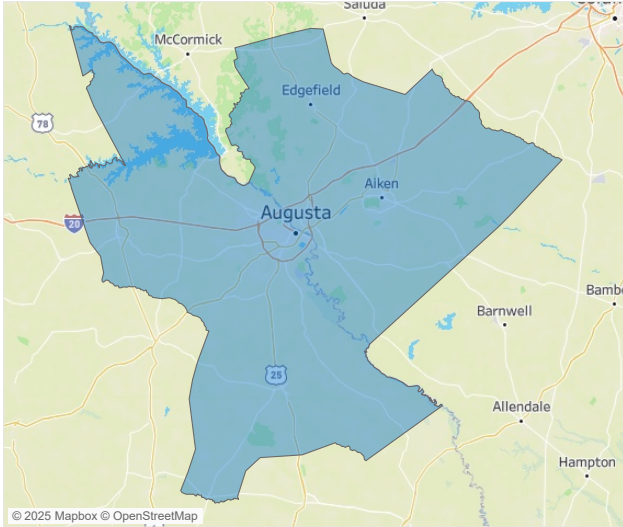 Saluda
McCormick
Edgefield
78
Aiken
Augusta
20
Bamb
Barnwell
25
Allendale
Hampton
© 2025 Mapbox © OpenStreetMap